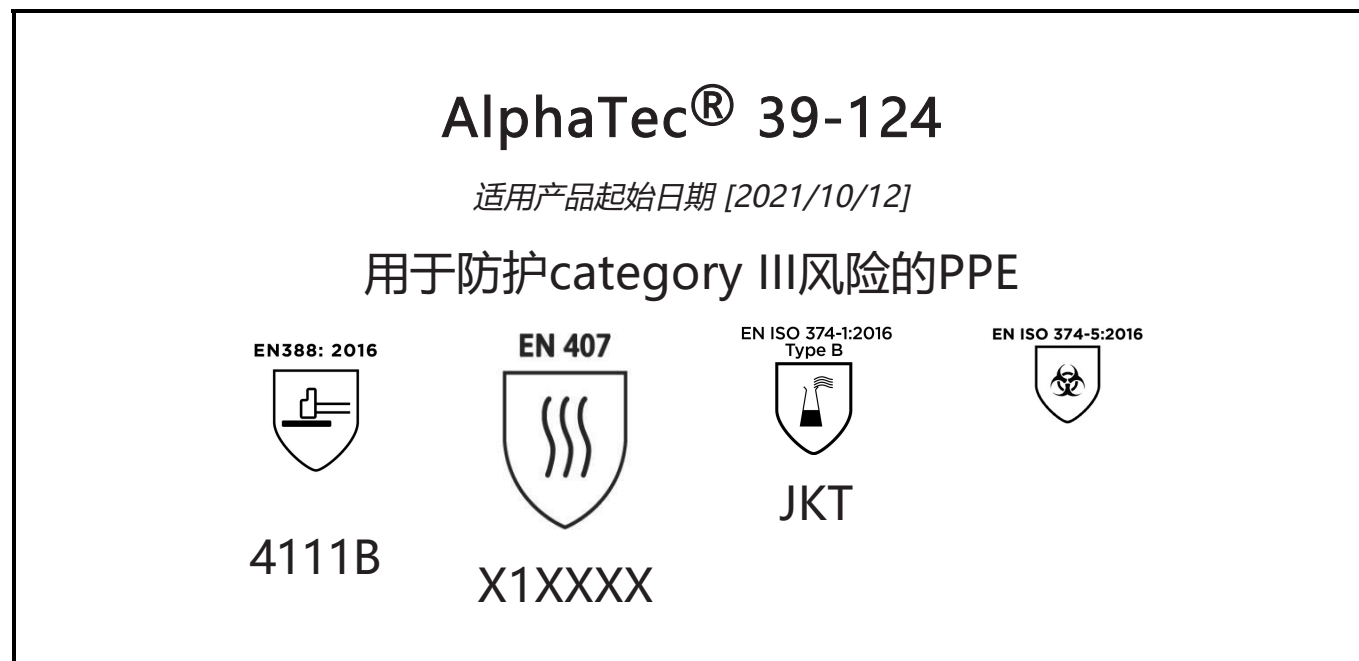 AlphaTec® 39-124
适用产品起始日期 [2021/10/12]
用于防护category III风险的PPE
EN388: 2016
4111B
EN 407
X1XXXX
EN ISO 374-1:2016
Type B
JKT
EN ISO 374-5:2016